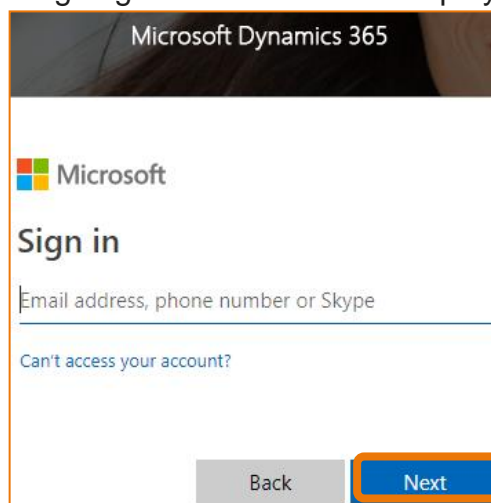 Microsoft Dynamics 365
Microsoft
Sign in
Email address, phone number or Skype
Can't access your account?
Back Next